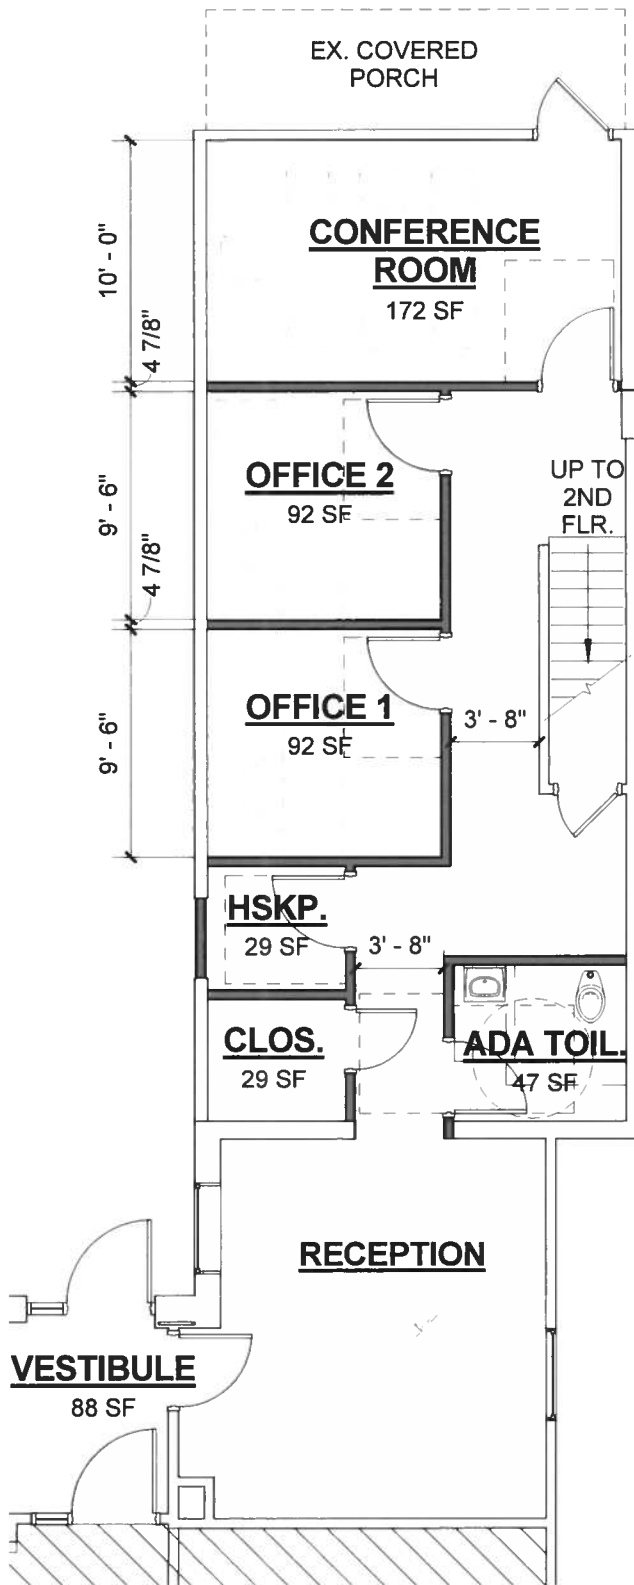 EX. COVERED
PORCH
10' - 0"
CONFERENCE
ROOM
172 SF
4 7/8"
OFFICE 2
92 SF
9' - 6"
UP TO
2ND
FLR.
4 7/8"
OFFICE 1
92 SF
9' - 6"
3' - 8"
HSKP.
29 SF
3' - 8"
CLOS.
29 SF
ADA TOIL.
47 SF
RECEPTION
VESTIBULE
88 SF